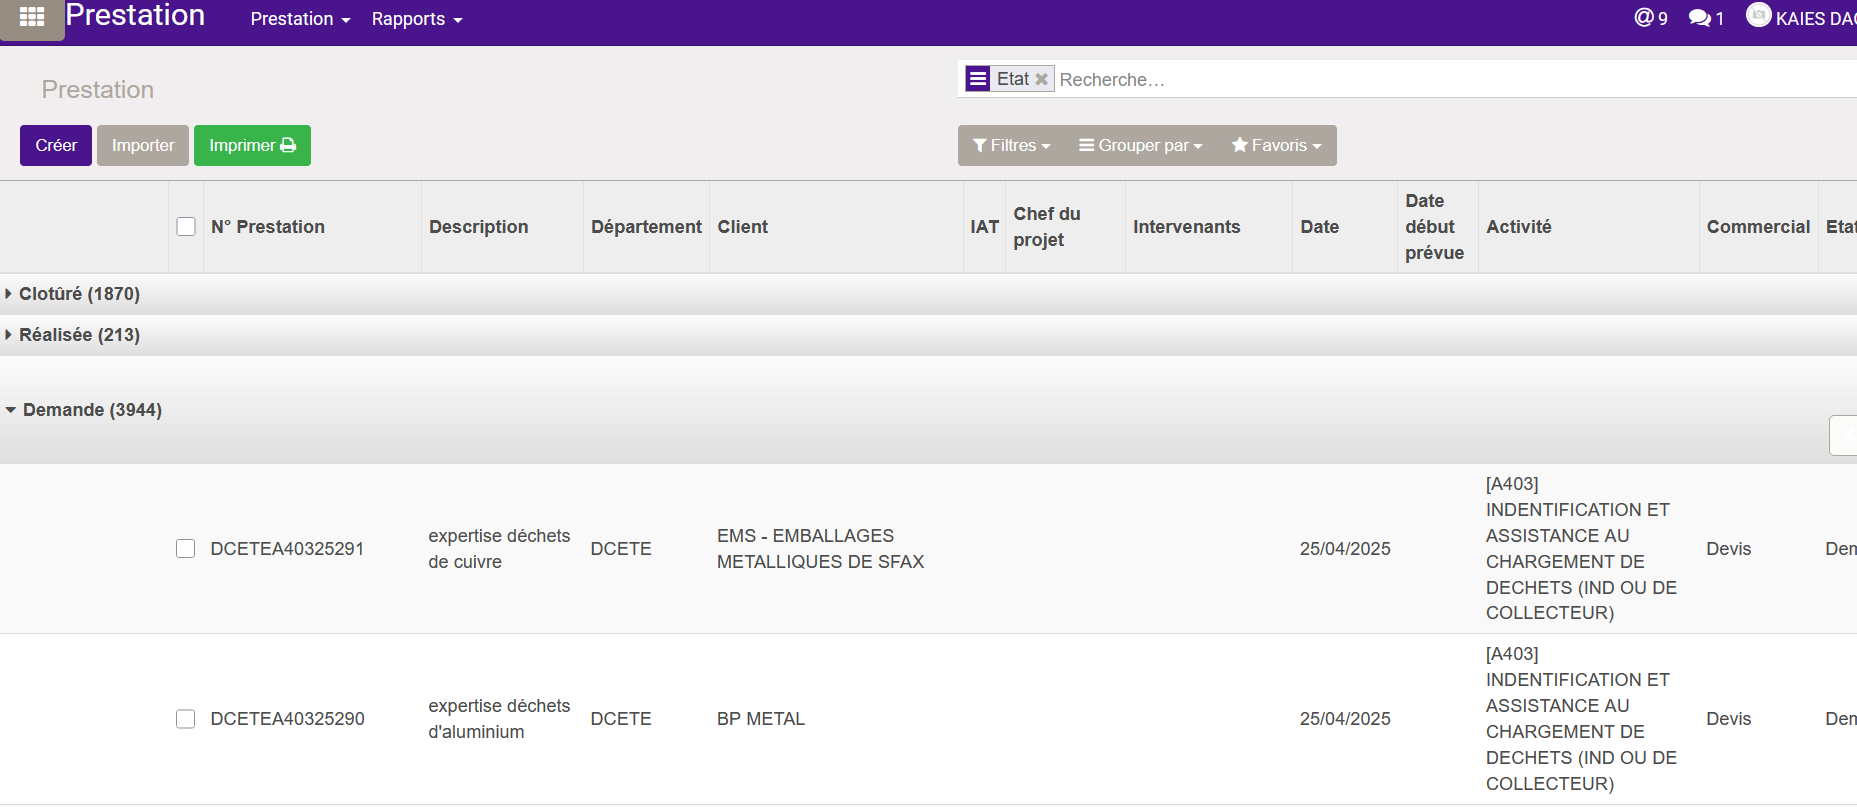 Prestation
Prestation
Rapports
@ 9
1
KAIES DAO
Prestation
Etat
Recherche…
Créer
Importer
Imprimer
Filtres
Grouper par
Favoris
N° Prestation
Description
Département
Client
IAT
Chef du
projet
Intervenants
Date
Date
début
prévue
Activité
Commercial
Etat
Clotûré (1870)
Réalisée (213)
Demande (3944)
DCETEA40325291
expertise déchets
de cuivre
DCETE
EMS - EMBALLAGES
METALLIQUES DE SFAX
25/04/2025
[A403]
INDENTIFICATION ET
ASSISTANCE AU
CHARGEMENT DE
DECHETS (IND OU DE
COLLECTEUR)
Devis
Dem
DCETEA40325290
expertise déchets
d'aluminium
DCETE
BP METAL
25/04/2025
[A403]
INDENTIFICATION ET
ASSISTANCE AU
CHARGEMENT DE
DECHETS (IND OU DE
COLLECTEUR)
Devis
Dem